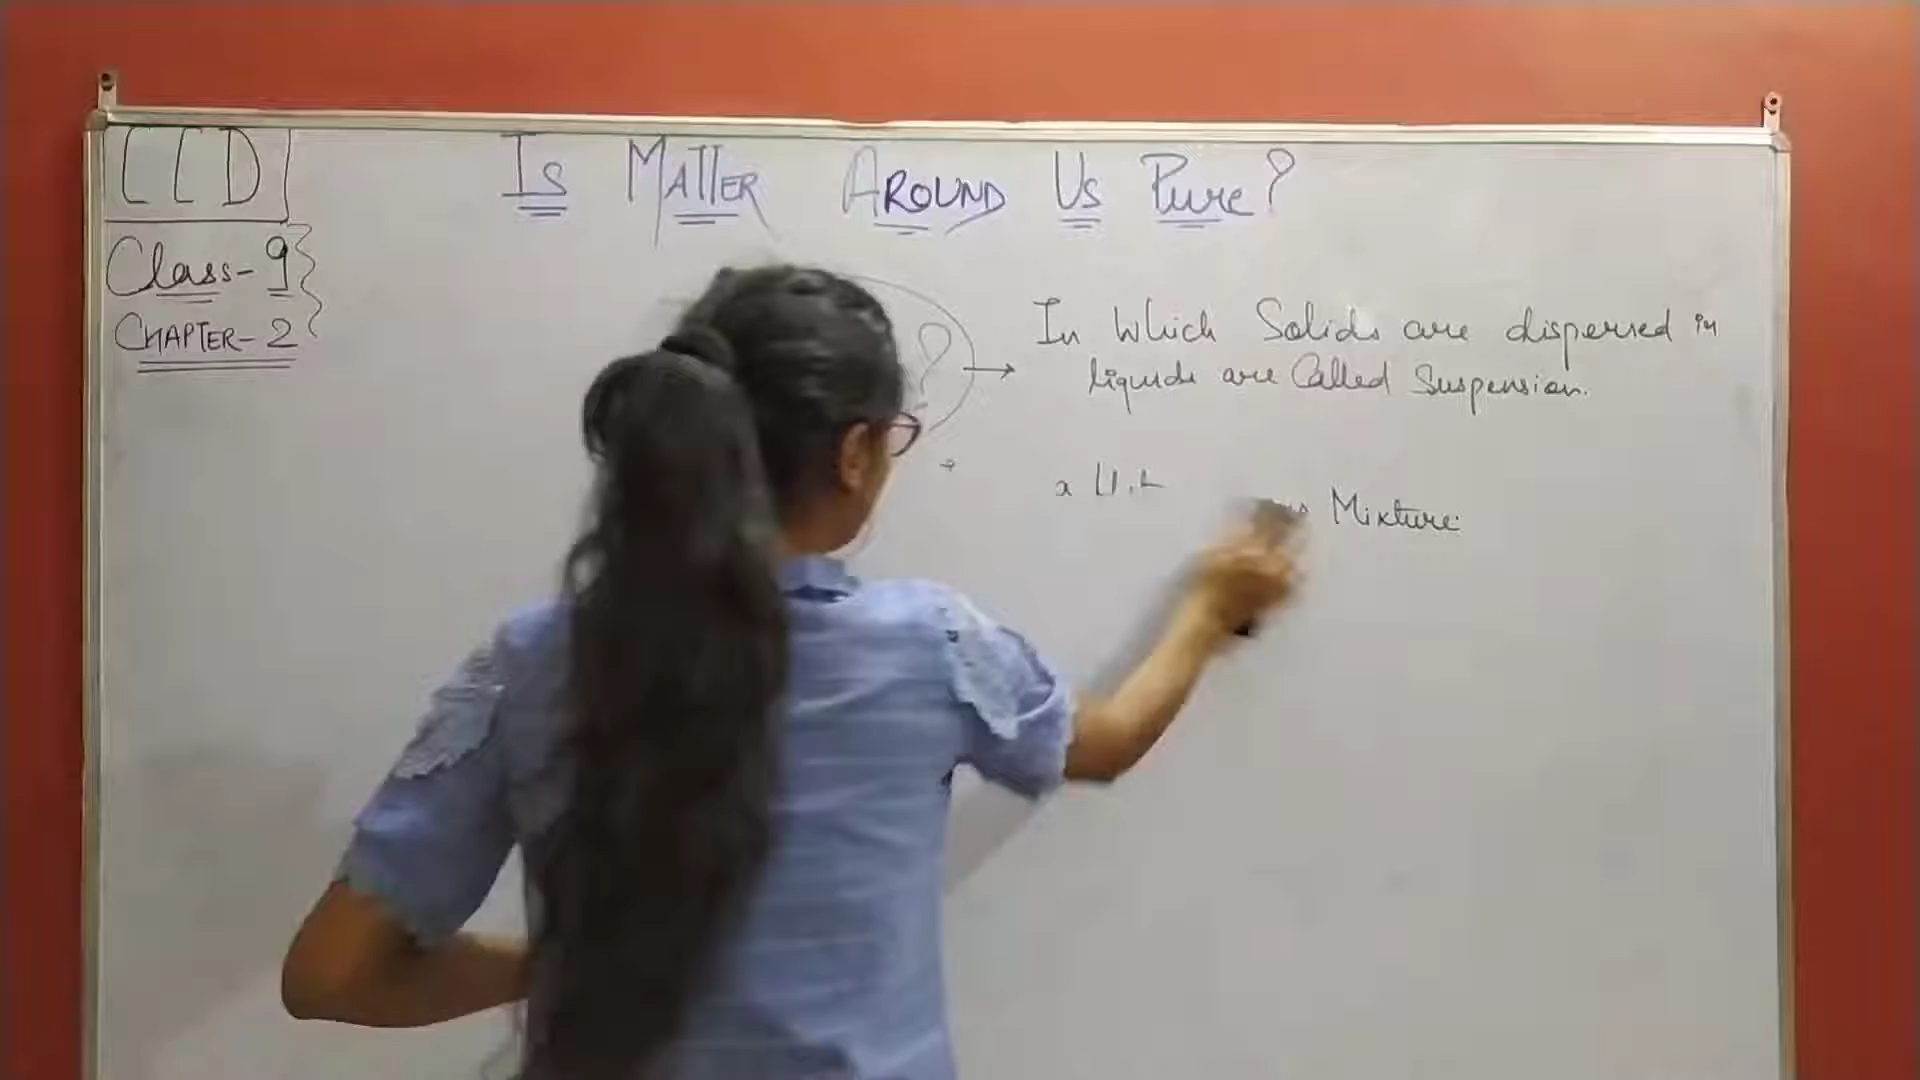 CCD
Is Matter Around Us Pure?
Class-9
CHAPTER-2
?
In Which Solids are dispersed in
liquids are Called Suspension.
a
Mixture